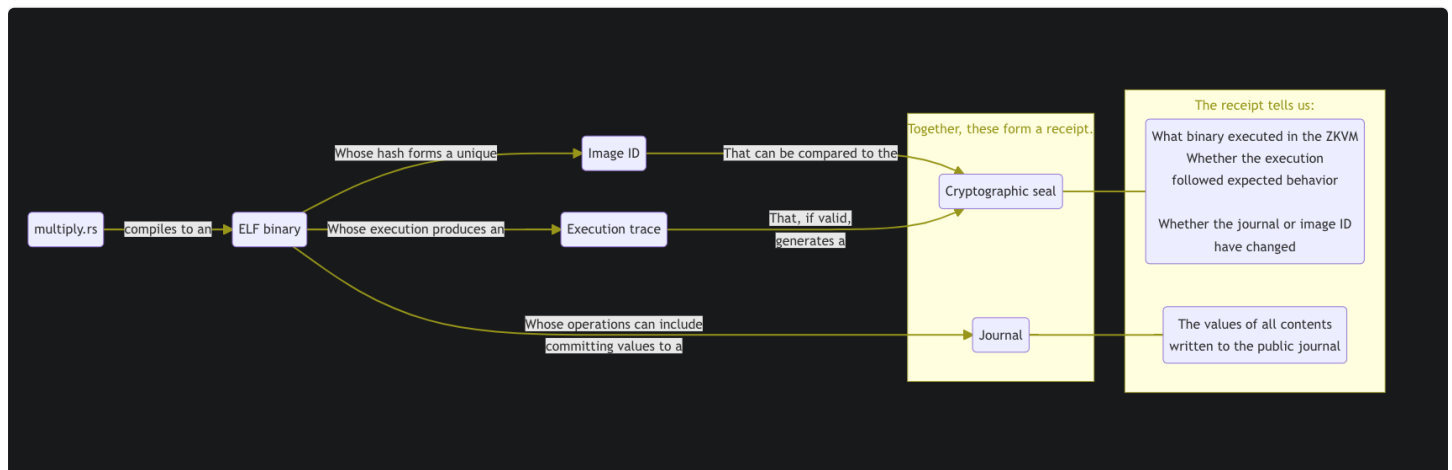 multiply.rs
compiles to an
ELF binary
Whose hash forms a unique
Image ID
That can be compared to the
Whose execution produces an
Execution trace
That, if valid,
generates a
Whose operations can include
committing values to a
Together, these form a receipt.
Cryptographic seal
Journal
The receipt tells us:
What binary executed in the ZKVM
Whether the execution
followed expected behavior
Whether the journal or image ID
have changed
The values of all contents
written to the public journal